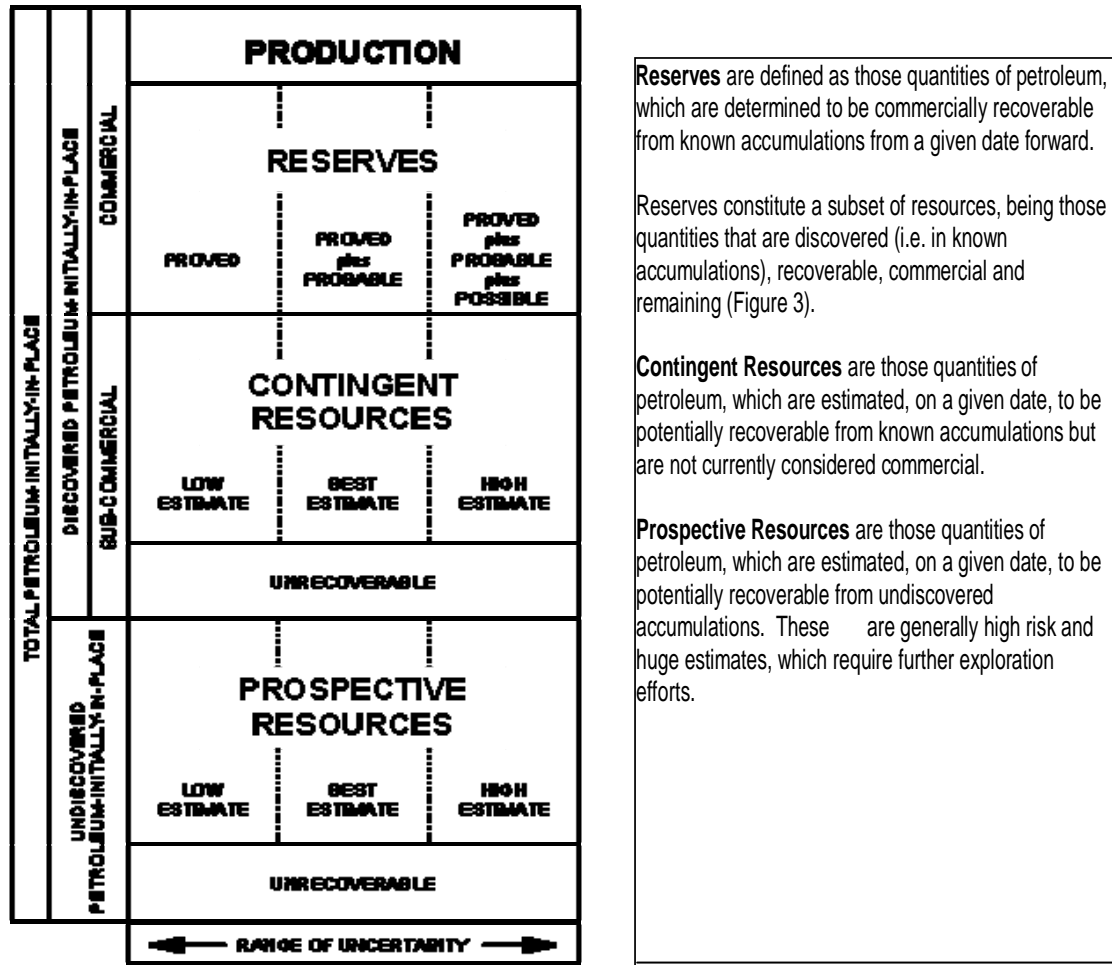 PRODUCTION
TOTAL PETROLEUM-INITIALLY-IN-PLACE
DISCOVERED PETROLEUM-INITIALLY-IN-PLACE
COMMERCIAL
RESERVES
PROVED
PROVED
plus
PROBABLE
PROVED
plus
PROBABLE
plus
POSSIBLE
SUB-COMMERCIAL
CONTINGENT
RESOURCES
LOW
ESTIMATE
BEST
ESTIMATE
HIGH
ESTIMATE
UNRECOVERABLE
UNDISCOVERED
PETROLEUM-INITIALLY-IN-PLACE
PROSPECTIVE
RESOURCES
LOW
ESTIMATE
BEST
ESTIMATE
HIGH
ESTIMATE
UNRECOVERABLE
RANGE OF UNCERTAINTY
Reserves are defined as those quantities of petroleum,
which are determined to be commercially recoverable
from known accumulations from a given date forward.
Reserves constitute a subset of resources, being those
quantities that are discovered (i.e. in known
accumulations), recoverable, commercial and
remaining (Figure 3).
Contingent Resources are those quantities of
petroleum, which are estimated, on a given date, to be
potentially recoverable from known accumulations but
are not currently considered commercial.
Prospective Resources are those quantities of
petroleum, which are estimated, on a given date, to be
potentially recoverable from undiscovered
accumulations. These are generally high risk and
huge estimates, which require further exploration
efforts.